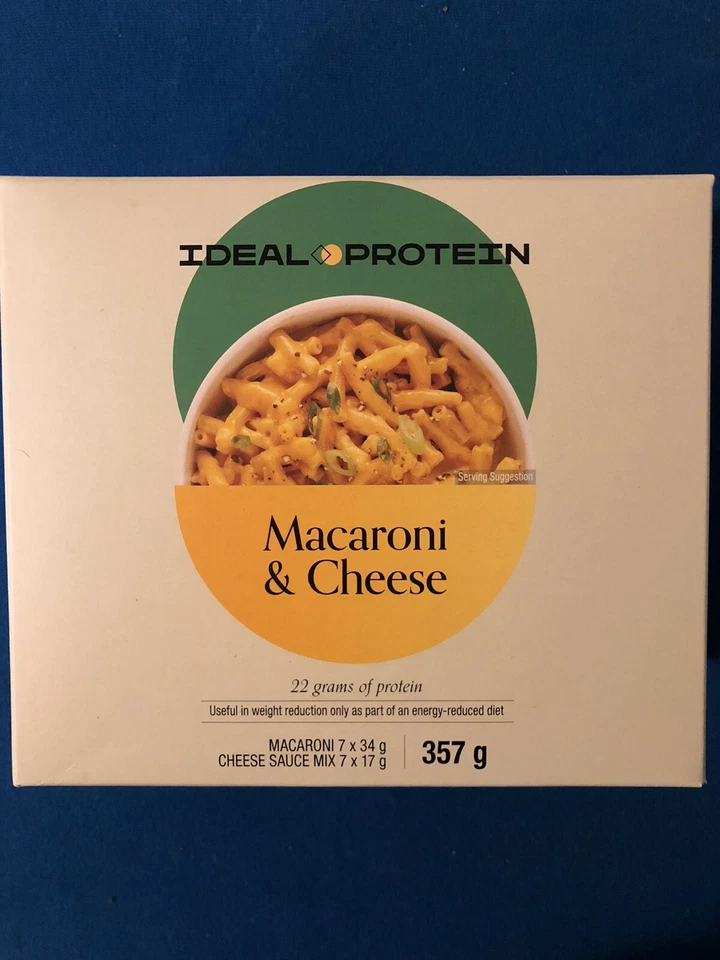 IDEAL PROTEIN
Serving Suggestion
Macaroni
& Cheese
22 grams of protein
Useful in weight reduction only as part of an energy-reduced diet
MACARONI 7 x 34 g
CHEESE SAUCE MIX 7 x 17 g
357 g